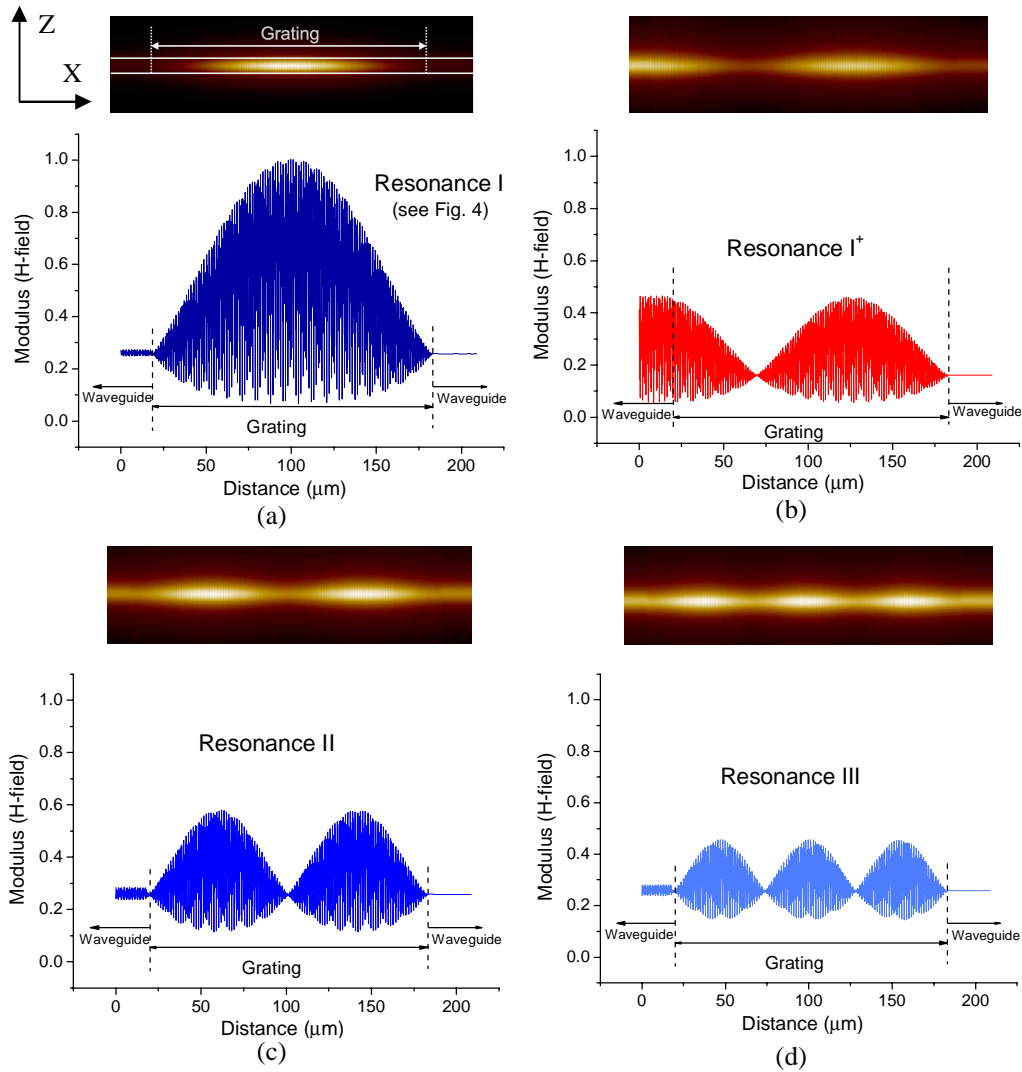 Z
X
Grating
1.0
0.8
0.6
0.4
0.2
0.0
Modulus (H-field)
Resonance I
(see Fig. 4)
Waveguide
Waveguide
Grating
0 50 100 150 200
Distance (μm)
(a)
1.0
0.8
0.6
0.4
0.2
0.0
Modulus (H-field)
Resonance I⁺
Waveguide
Waveguide
Grating
0 50 100 150 200
Distance (μm)
(b)
1.0
0.8
0.6
0.4
0.2
0.0
Modulus (H-field)
Resonance II
Waveguide
Waveguide
Grating
0 50 100 150 200
Distance (μm)
(c)
1.0
0.8
0.6
0.4
0.2
0.0
Modulus (H-field)
Resonance III
Waveguide
Waveguide
Grating
0 50 100 150 200
Distance (μm)
(d)